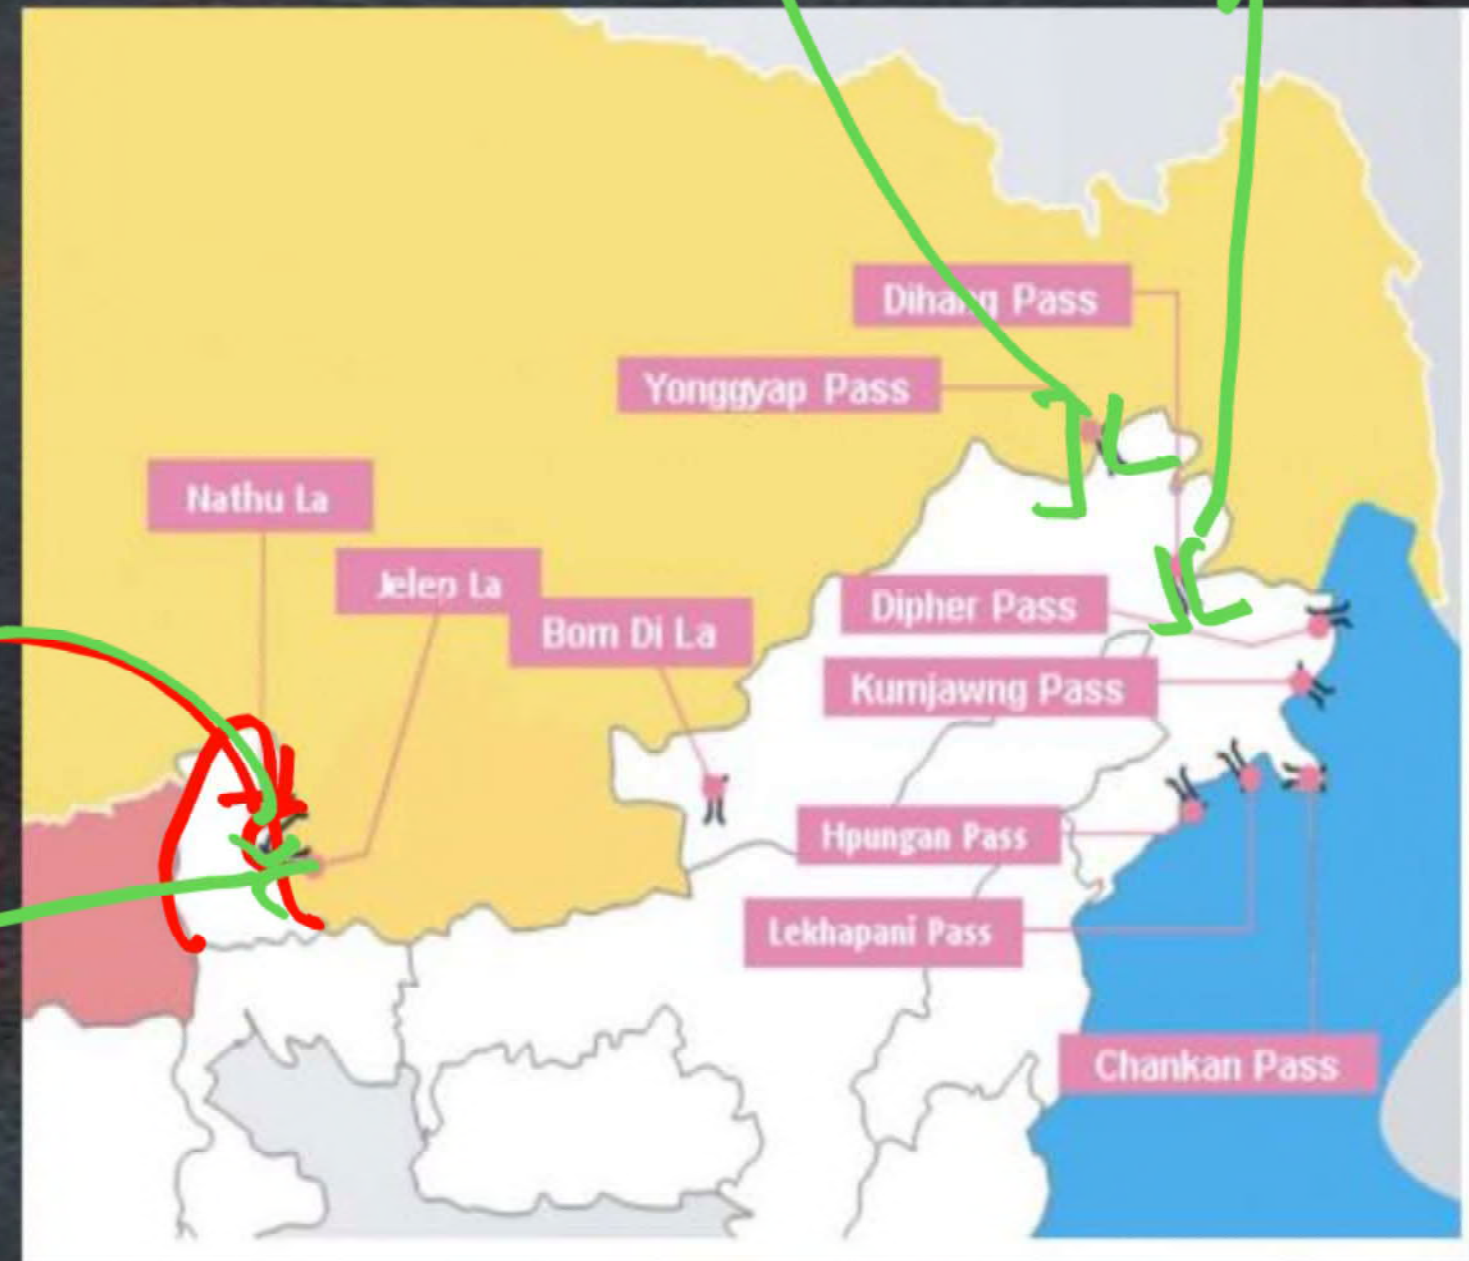 Dihang Pass
Yonggyap Pass
Nathu La
Jelep La
Bom Di La
Dipher Pass
Kumjawng Pass
Hpungan Pass
Lekhapani Pass
Chankan Pass